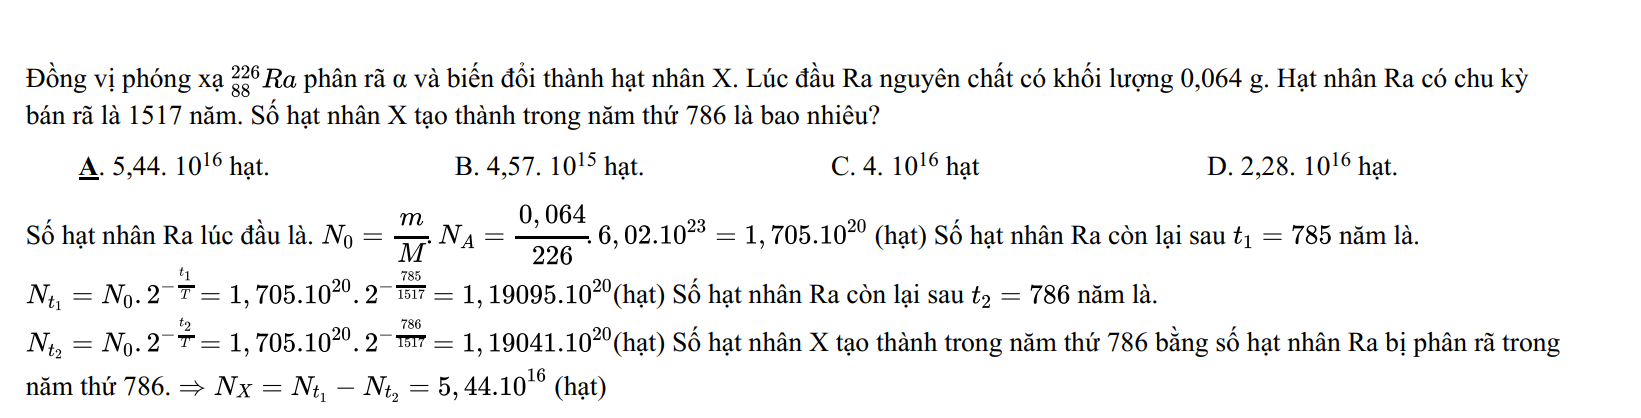 Đồng vị phóng xạ $^{226}_{88}Ra$ phân rã α và biến đổi thành hạt nhân X. Lúc đầu Ra nguyên chất có khối lượng 0,064 g. Hạt nhân Ra có chu kỳ
bán rã là 1517 năm. Số hạt nhân X tạo thành trong năm thứ 786 là bao nhiêu?
A. 5,44. $10^{16}$ hạt. B. 4,57. $10^{15}$ hạt. C. 4. $10^{16}$ hạt D. 2,28. $10^{16}$ hạt.
Số hạt nhân Ra lúc đầu là. $N_0 = \frac{m}{M}.N_A = \frac{0,064}{226}.6,02.10^{23} = 1,705.10^{20}$ (hạt) Số hạt nhân Ra còn lại sau $t_1 = 785$ năm là.
$N_{t_1} = N_0.2^{-\frac{t_1}{T}} = 1,705.10^{20}.2^{-\frac{785}{1517}} = 1,19095.10^{20}$(hạt) Số hạt nhân Ra còn lại sau $t_2 = 786$ năm là.
$N_{t_2} = N_0.2^{-\frac{t_2}{T}} = 1,705.10^{20}.2^{-\frac{786}{1517}} = 1,19041.10^{20}$(hạt) Số hạt nhân X tạo thành trong năm thứ 786 bằng số hạt nhân Ra bị phân rã trong
năm thứ 786. $\Rightarrow N_X = N_{t_1} - N_{t_2} = 5,44.10^{16}$ (hạt)